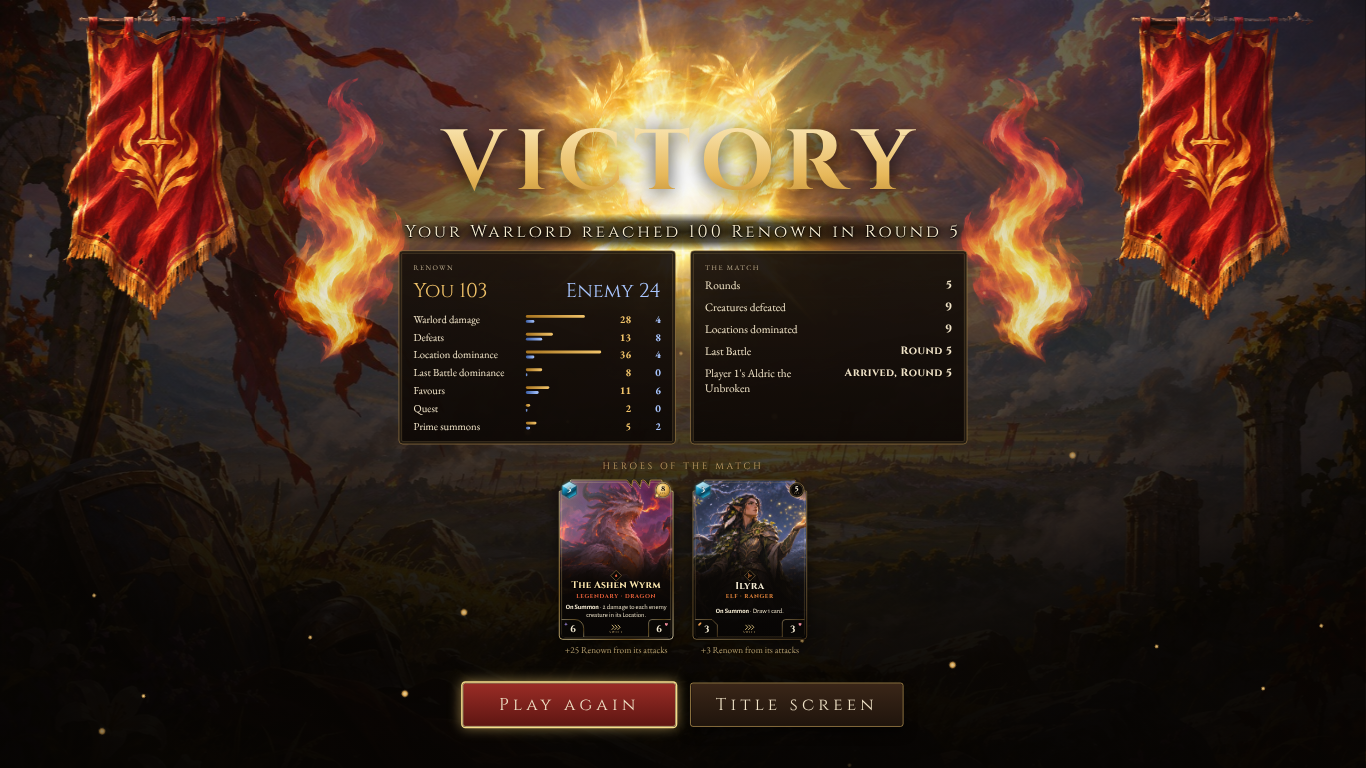 VICTORY
Your Warlord reached 100 Renown in Round 5
RENOWN
You 103 Enemy 24
Warlord damage 28 4
Defeats 13 8
Location dominance 36 4
Last Battle dominance 8 0
Favours 11 6
Quest 2 0
Prime summons 5 2
THE MATCH
Rounds 5
Creatures defeated 9
Locations dominated 9
Last Battle Round 5
Player 1's Aldric the Arrived, Round 5
Unbroken
HEROES OF THE MATCH
8
The Ashen Wyrm
LEGENDARY · DRAGON
On Summon · 2 damage to each enemy
creature in its Location.
6 6
+25 Renown from its attacks
5
Ilyra
ELF · RANGER
On Summon · Draw 1 card.
3 3
+3 Renown from its attacks
Play again
Title screen